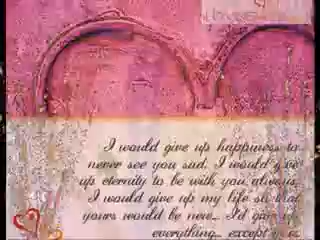 I would give up happiness to
never see you sad. I would give
up eternity to be with you always.
I would give up my life so that
yours would be new... I'd give up
everything... except you